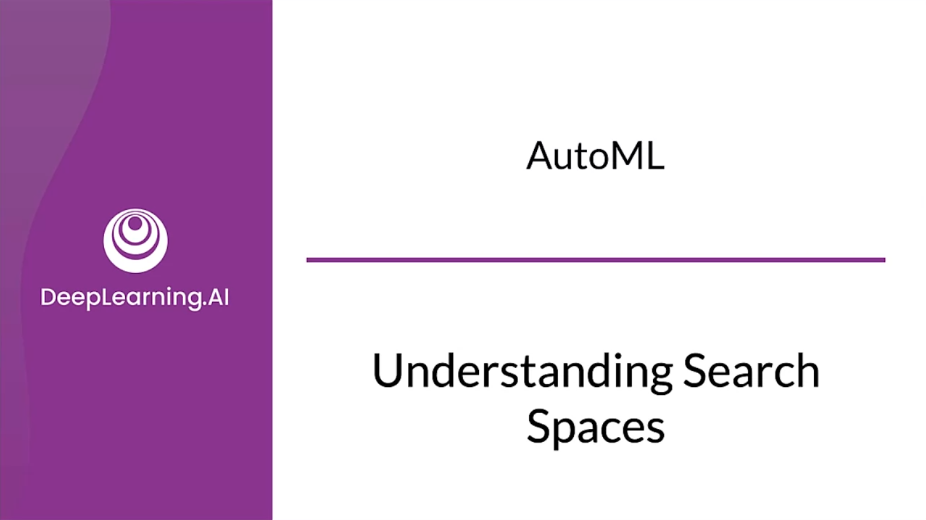 DeepLearning.AI
AutoML
Understanding Search
Spaces